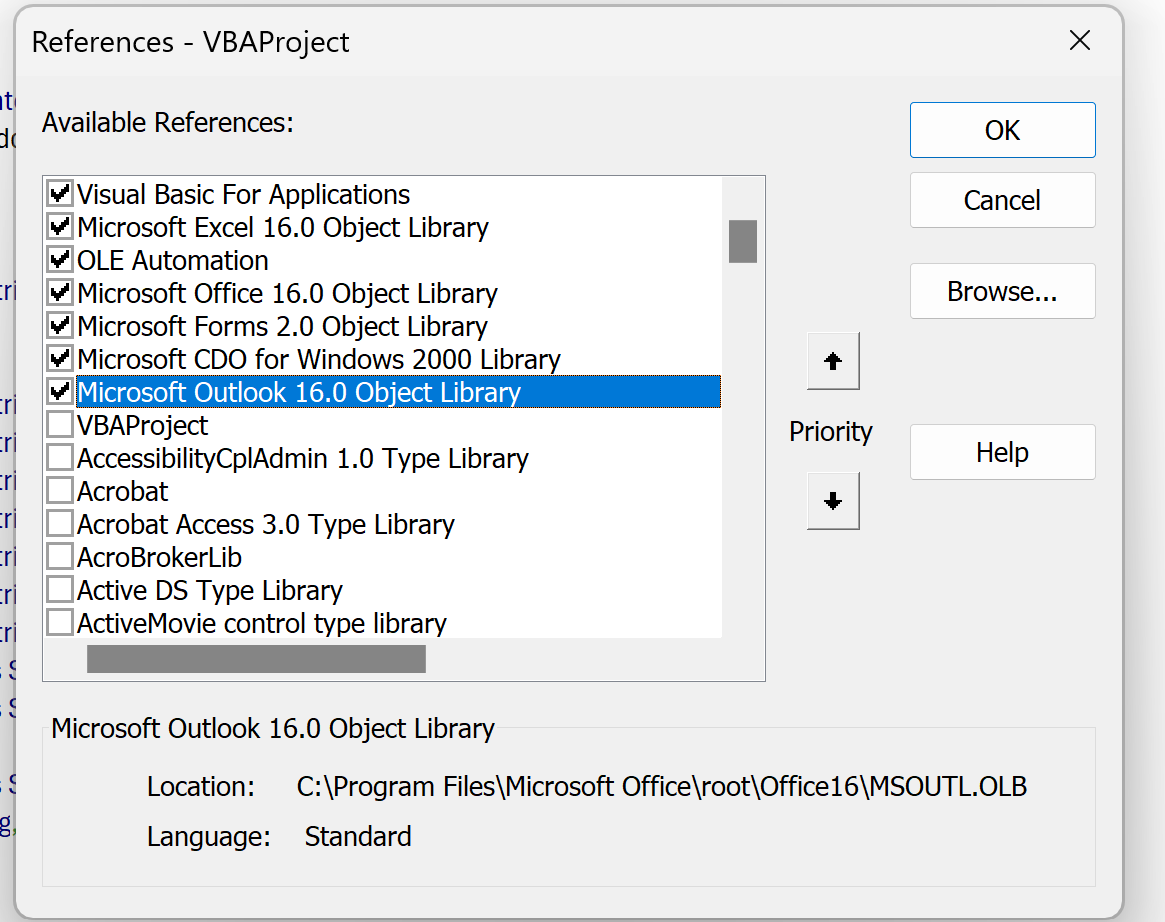 References - VBAProject
Available References:
OK
Visual Basic For Applications
Microsoft Excel 16.0 Object Library
OLE Automation
Microsoft Office 16.0 Object Library
Microsoft Forms 2.0 Object Library
Microsoft CDO for Windows 2000 Library
Microsoft Outlook 16.0 Object Library
VBAProject
AccessibilityCplAdmin 1.0 Type Library
Acrobat
Acrobat Access 3.0 Type Library
AcroBrokerLib
Active DS Type Library
ActiveMovie control type library
Cancel
Browse...
Priority
Help
Microsoft Outlook 16.0 Object Library
Location: C:\Program Files\Microsoft Office\root\Office16\MSOUTL.OLB
Language: Standard